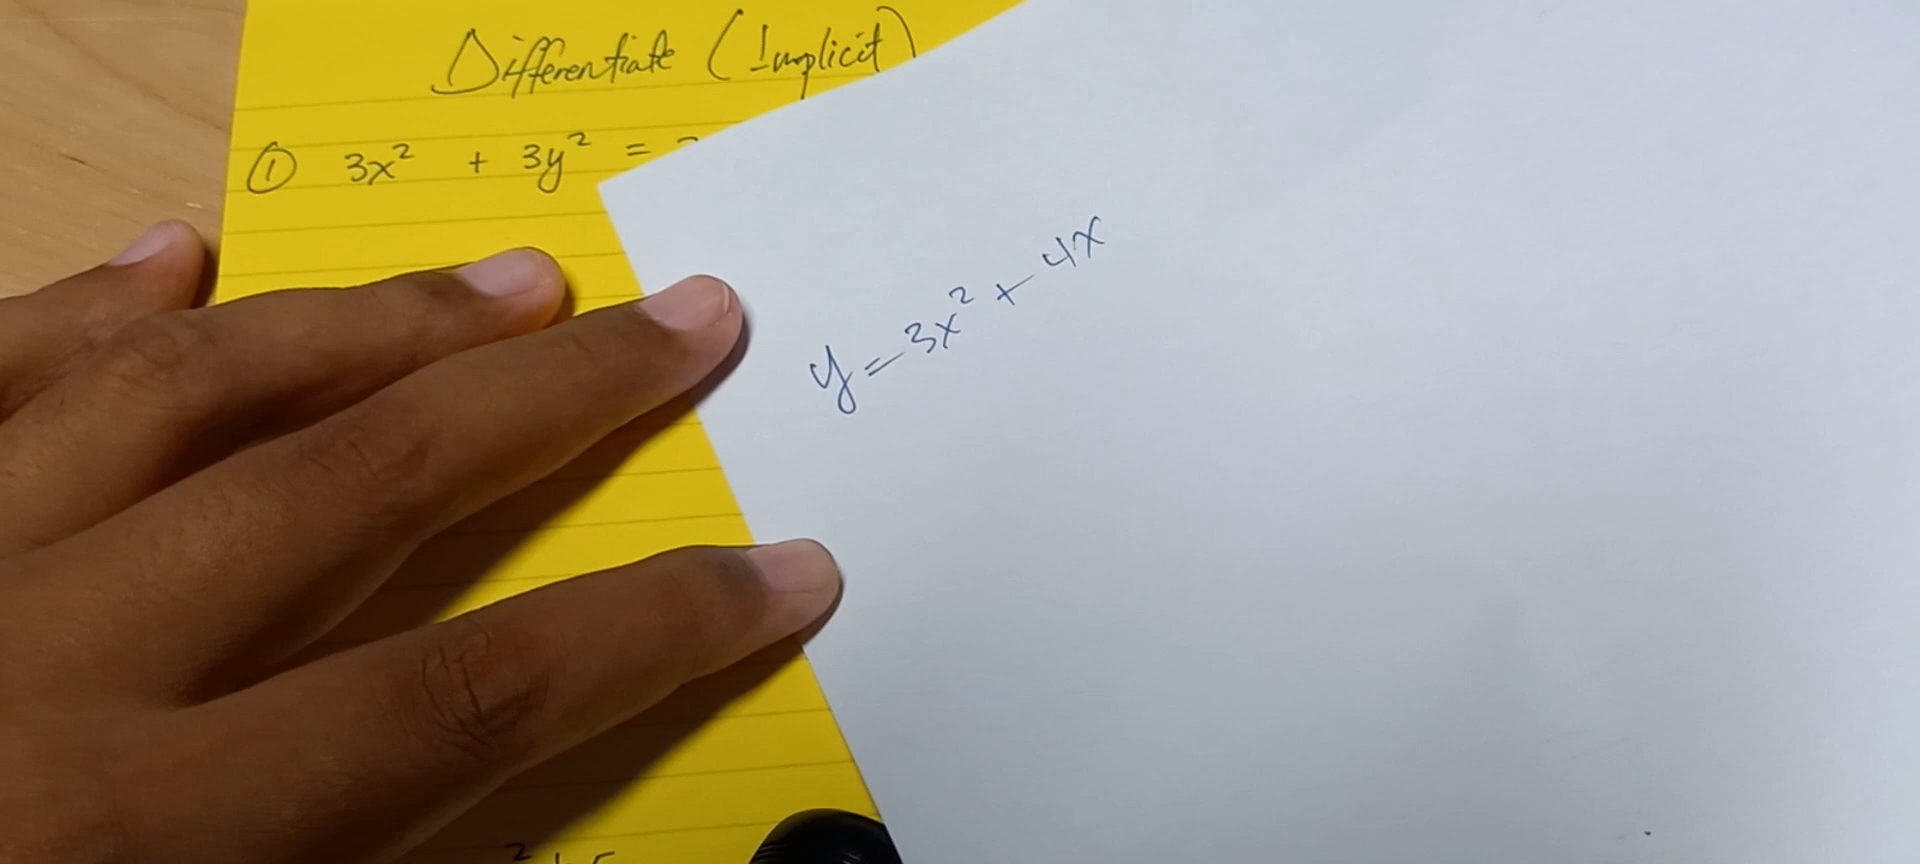 Differentiate (Implicit)
① 3x² + 3y² =
y = 3x² + 4x